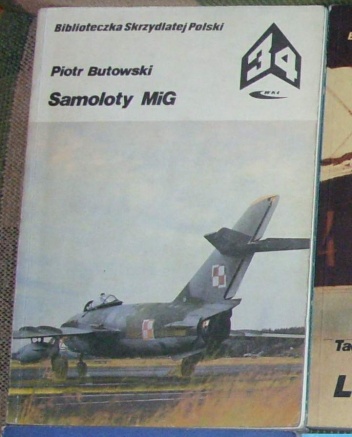 Biblioteczka Skrzydlatej Polski
34
WKŁ
Piotr Butowski
Samoloty MiG